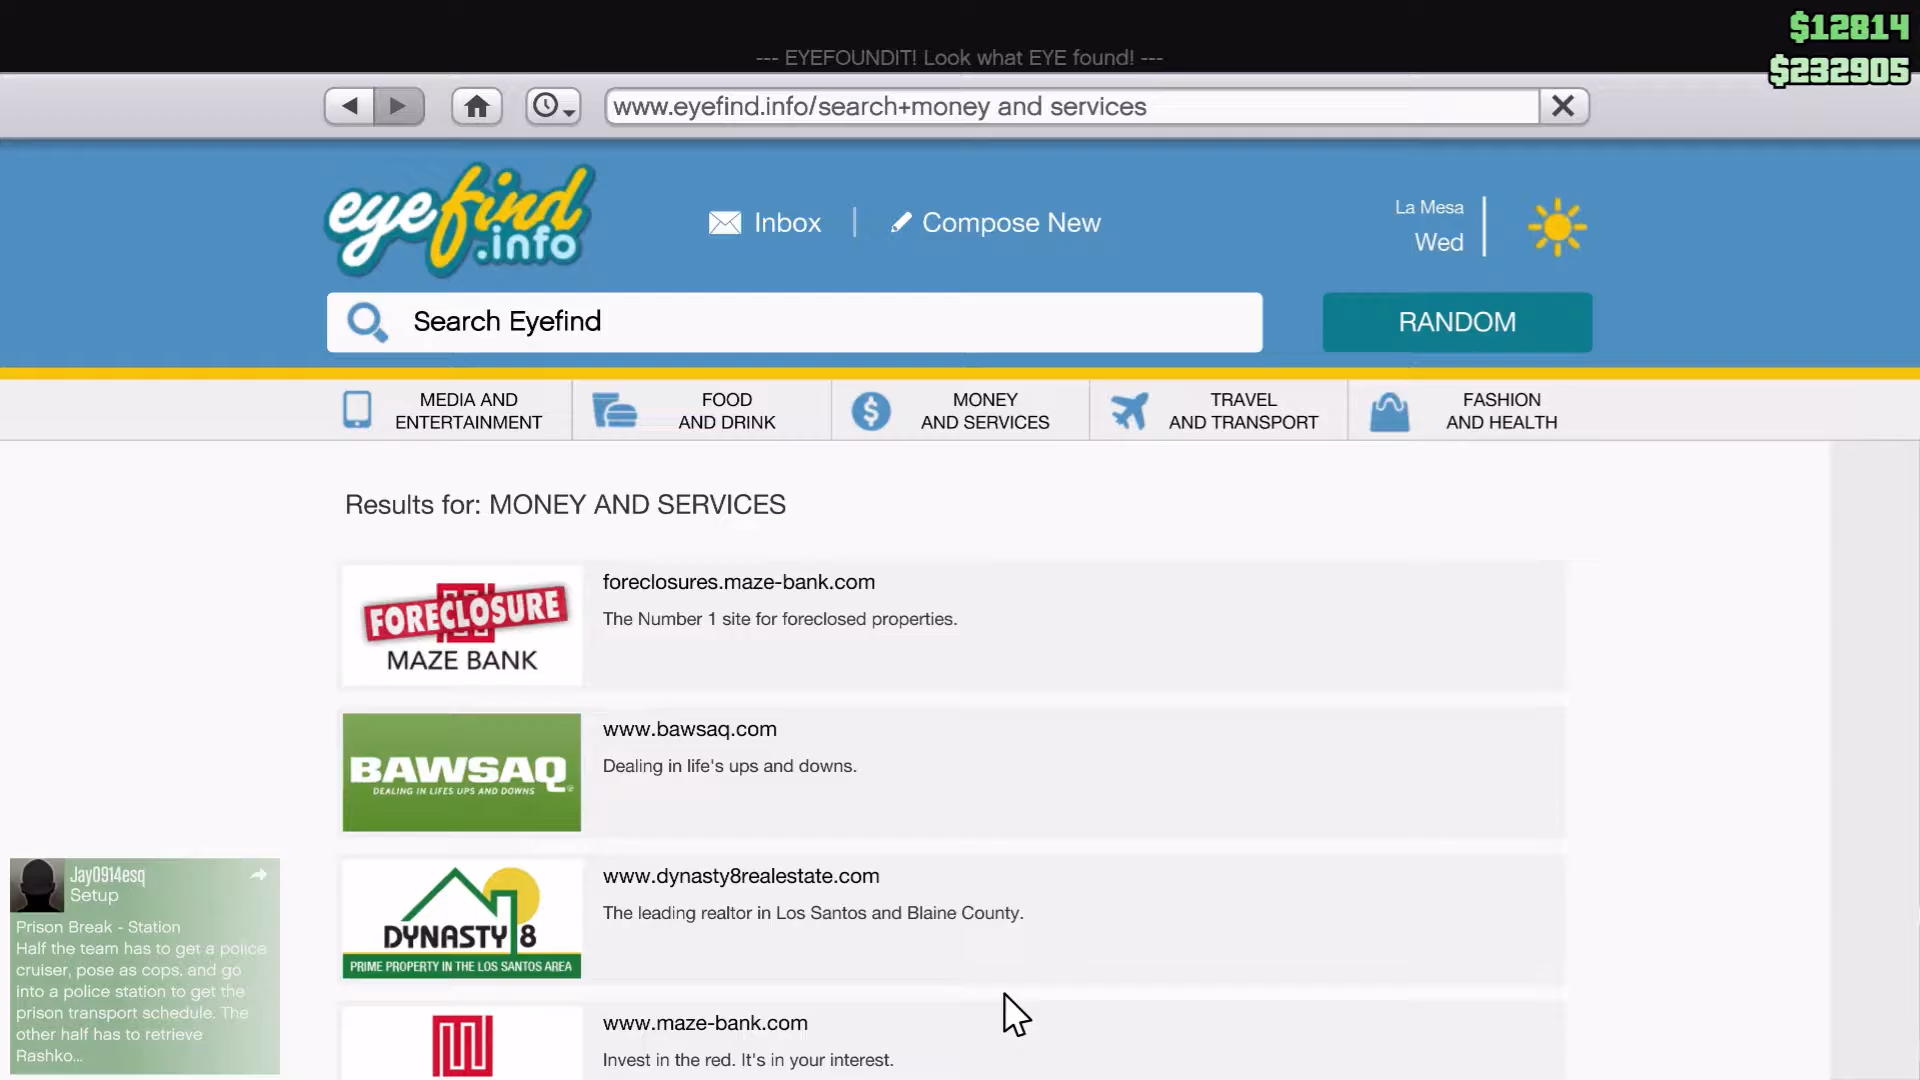 $12814
--- EYEFOUNDIT! Look what EYE found! ---
$232905
www.eyefind.info/search+money and services
eyefind
.info
Inbox
Compose New
La Mesa
Wed
Search Eyefind
RANDOM
MEDIA AND
ENTERTAINMENT
FOOD
AND DRINK
MONEY
AND SERVICES
TRAVEL
AND TRANSPORT
FASHION
AND HEALTH
Results for: MONEY AND SERVICES
FORECLOSURE
MAZE BANK
foreclosures.maze-bank.com
The Number 1 site for foreclosed properties.
BAWSAQ
DEALING IN LIFES UPS AND DOWNS
www.bawsaq.com
Dealing in life's ups and downs.
DYNASTY 8
PRIME PROPERTY IN THE LOS SANTOS AREA
www.dynasty8realestate.com
The leading realtor in Los Santos and Blaine County.
www.maze-bank.com
Invest in the red. It's in your interest.
Jay0914esq
Setup
Prison Break - Station
Half the team has to get a police
cruiser, pose as cops, and go
into a police station to get the
prison transport schedule. The
other half has to retrieve
Rashko...